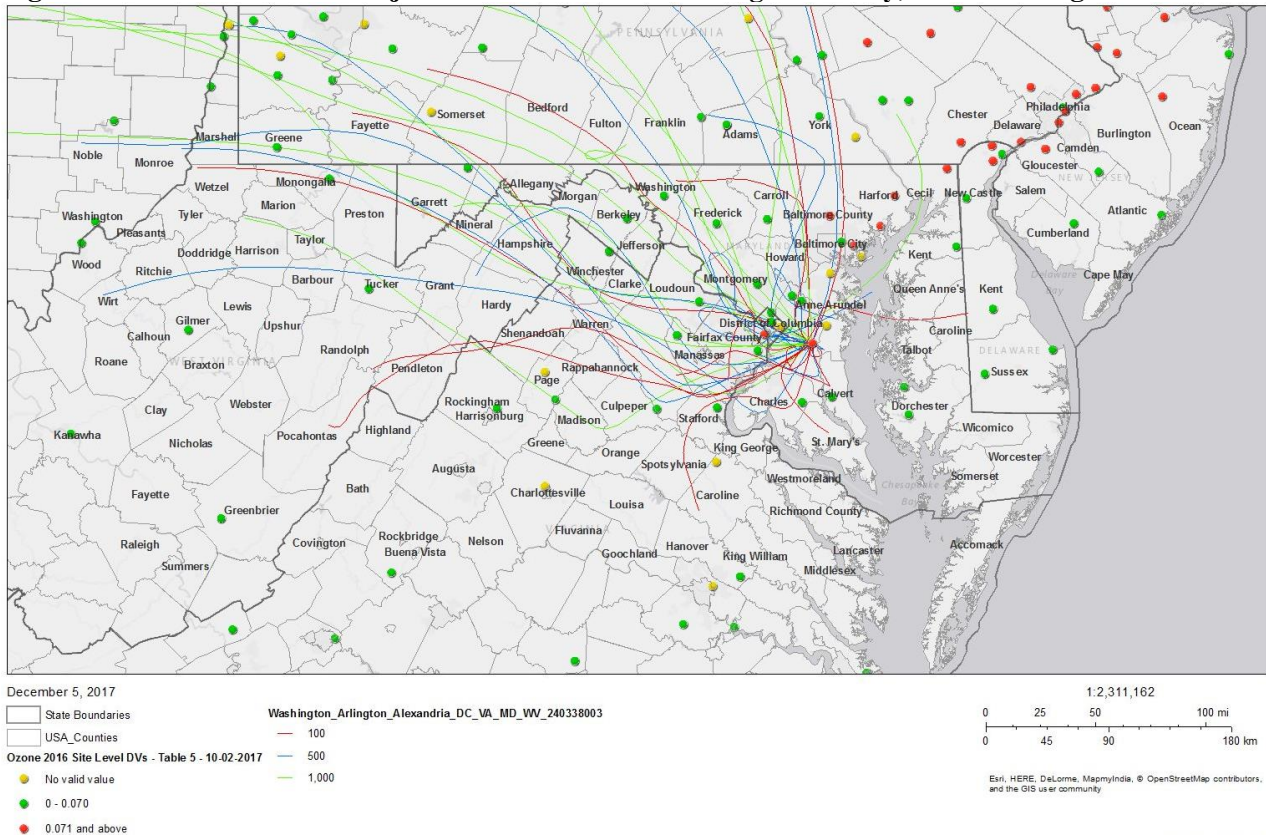 PENNSYLVANIA
Somerset
Bedford
Fayette
Fulton
Franklin
Adams
York
Chester
Delaware
Philadelphia
Burlington
Ocean
Camden
Gloucester
NEW JERSEY
Marshall
Greene
Noble
Monroe
Wetzel
Monongalia
Marion
Preston
Garrett
Allegany
Morgan
Washington
Carroll
Harford
Cecil
New Castle
Salem
Atlantic
Cumberland
Washington
Pleasants
Tyler
Taylor
Mineral
Berkeley
Frederick
Baltimore County
Doddridge
Harrison
Hampshire
Jefferson
MARYLAND
Baltimore City
Howard
Kent
Delaware
Bay
Cape May
Wood
Ritchie
Barbour
Tucker
Grant
Winchester
Clarke
Loudoun
Montgomery
Queen Anne's
Kent
Wirt
Lewis
Hardy
Anne Arundel
Gilmer
Upshur
Calhoun
Shenandoah
Warren
District of Columbia
Fairfax County
Caroline
Roane
WEST VIRGINIA
Braxton
Randolph
Pendleton
Page
Rappahannock
Manassas
Talbot
DELAWARE
Sussex
Clay
Webster
Rockingham
Harrisonburg
Madison
Culpeper
Stafford
Charles
Calvert
Dorchester
Wicomico
Kanawha
Nicholas
Pocahontas
Highland
Greene
Orange
King George
St. Mary's
Worcester
Augusta
Spotsylvania
Westmoreland
Chesapeake
Bay
Somerset
Fayette
Bath
Charlottesville
Louisa
Caroline
Richmond County
Greenbrier
Raleigh
Covington
Rockbridge
Buena Vista
Nelson
Fluvanna
Goochland
Hanover
King William
Lancaster
Accomack
Summers
Middlesex
December 5, 2017
State Boundaries
USA_Counties
Ozone 2016 Site Level DVs - Table 5 - 10-02-2017
No valid value
0 - 0.070
0.071 and above
Washington_Arlington_Alexandria_DC_VA_MD_WV_240338003
100
500
1,000
1:2,311,162
0 25 50 100 mi
0 45 90 180 km
Esri, HERE, DeLorme, MapmyIndia, © OpenStreetMap contributors,
and the GIS user community